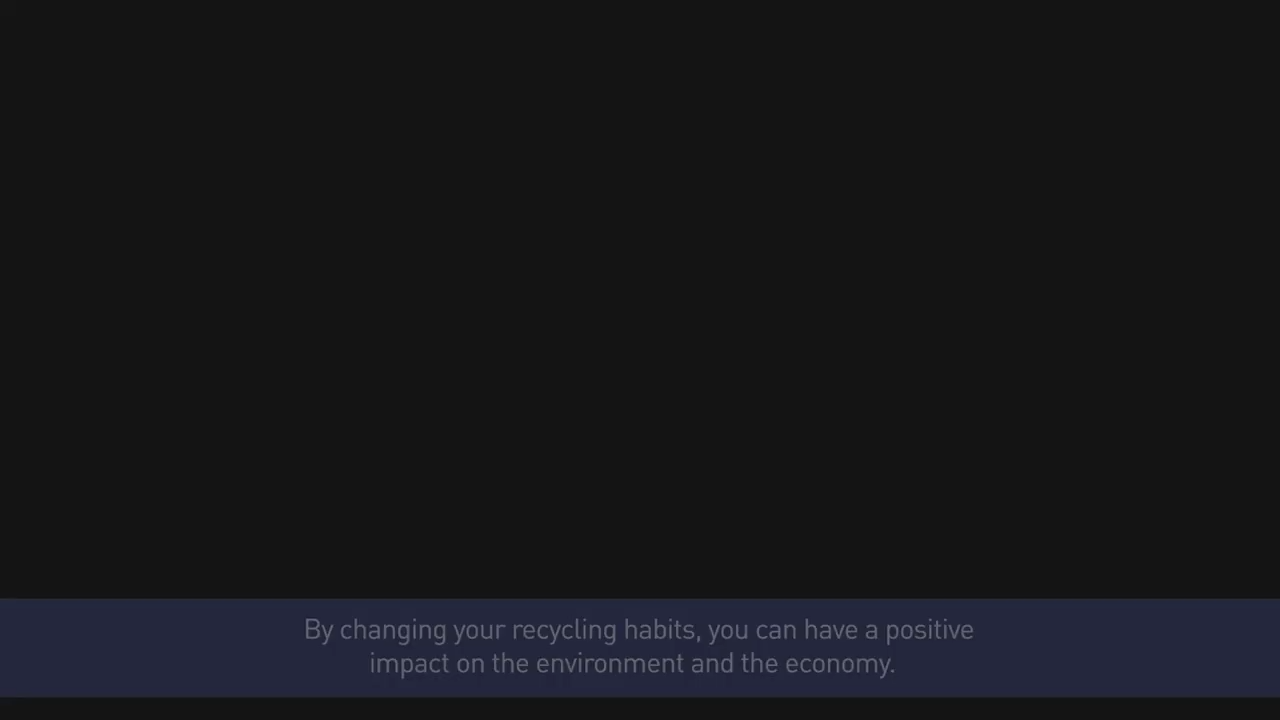 By changing your recycling habits, you can have a positive
impact on the environment and the economy.